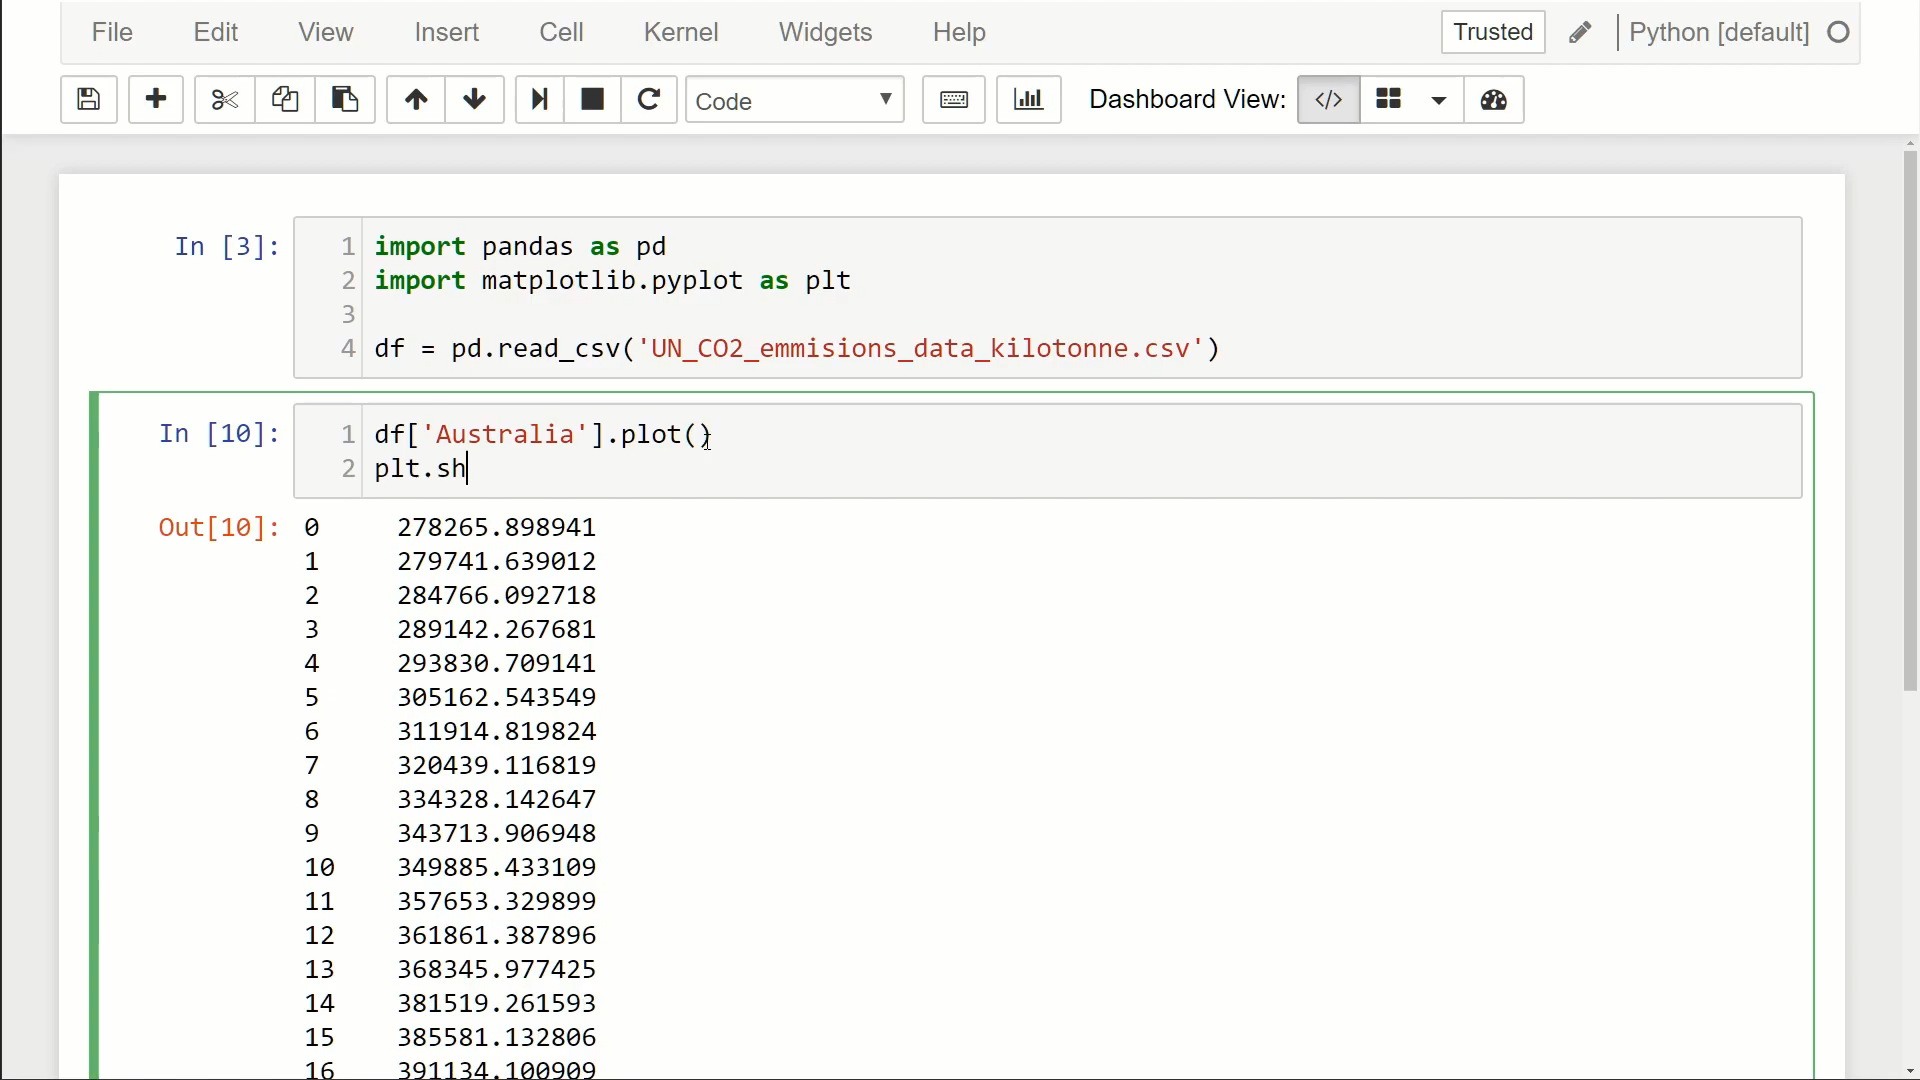 File Edit View Insert Cell Kernel Widgets Help Trusted Python [default]
Code Dashboard View: </>
In [3]:
1 import pandas as pd
2 import matplotlib.pyplot as plt
3
4 df = pd.read_csv('UN_CO2_emmisions_data_kilotonne.csv')
In [10]:
1 df['Australia'].plot()
2 plt.sh
Out[10]:
0 278265.898941
1 279741.639012
2 284766.092718
3 289142.267681
4 293830.709141
5 305162.543549
6 311914.819824
7 320439.116819
8 334328.142647
9 343713.906948
10 349885.433109
11 357653.329899
12 361861.387896
13 368345.977425
14 381519.261593
15 385581.132806
16 391134.100909